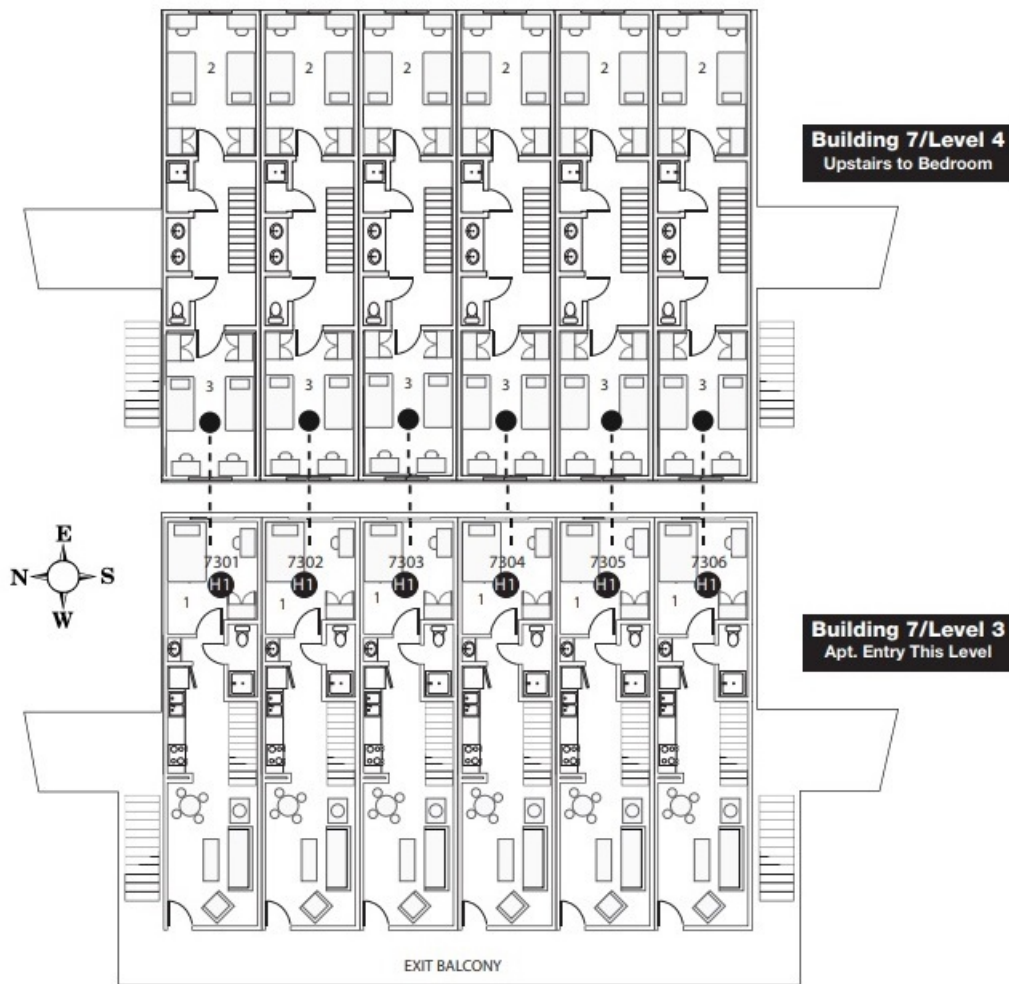 2 2 2 2 2 2
Building 7/Level 4
Upstairs to Bedroom
3 3 3 3 3 3
E
N S
W
7301 7302 7303 7304 7305 7306
H1 H1 H1 H1 H1 H1
1 1 1 1 1 1
Building 7/Level 3
Apt. Entry This Level
EXIT BALCONY